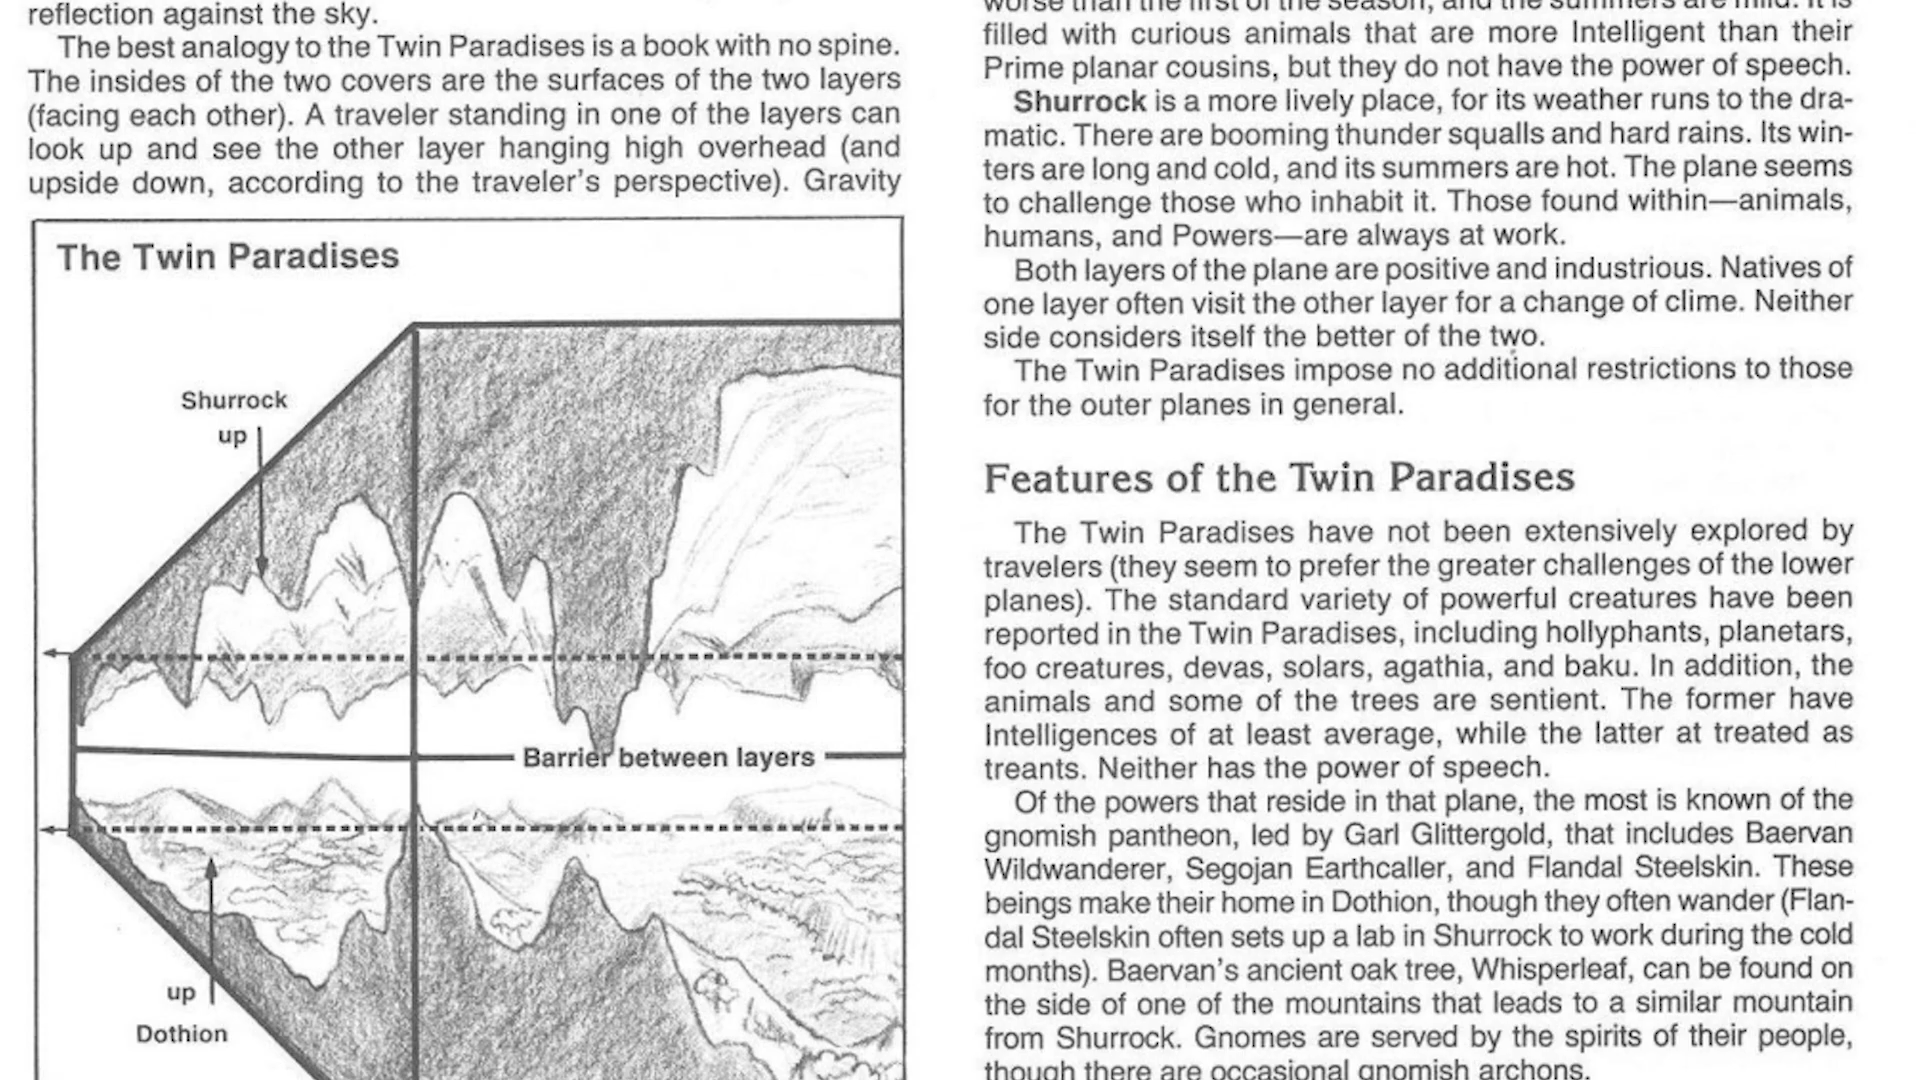 reflection against the sky.
The best analogy to the Twin Paradises is a book with no spine.
The insides of the two covers are the surfaces of the two layers
(facing each other). A traveler standing in one of the layers can
look up and see the other layer hanging high overhead (and
upside down, according to the traveler's perspective). Gravity
The Twin Paradises
Shurrock
up
Barrier between layers
up
Dothion
worse than the first of the season, and the summers are mild. It is
filled with curious animals that are more Intelligent than their
Prime planar cousins, but they do not have the power of speech.
Shurrock is a more lively place, for its weather runs to the dra-
matic. There are booming thunder squalls and hard rains. Its win-
ters are long and cold, and its summers are hot. The plane seems
to challenge those who inhabit it. Those found within—animals,
humans, and Powers—are always at work.
Both layers of the plane are positive and industrious. Natives of
one layer often visit the other layer for a change of clime. Neither
side considers itself the better of the two.
The Twin Paradises impose no additional restrictions to those
for the outer planes in general.
Features of the Twin Paradises
The Twin Paradises have not been extensively explored by
travelers (they seem to prefer the greater challenges of the lower
planes). The standard variety of powerful creatures have been
reported in the Twin Paradises, including hollyphants, planetars,
foo creatures, devas, solars, agathia, and baku. In addition, the
animals and some of the trees are sentient. The former have
Intelligences of at least average, while the latter at treated as
treants. Neither has the power of speech.
Of the powers that reside in that plane, the most is known of the
gnomish pantheon, led by Garl Glittergold, that includes Baervan
Wildwanderer, Segojan Earthcaller, and Flandal Steelskin. These
beings make their home in Dothion, though they often wander (Flan-
dal Steelskin often sets up a lab in Shurrock to work during the cold
months). Baervan's ancient oak tree, Whisperleaf, can be found on
the side of one of the mountains that leads to a similar mountain
from Shurrock. Gnomes are served by the spirits of their people,
though there are occasional gnomish archons.